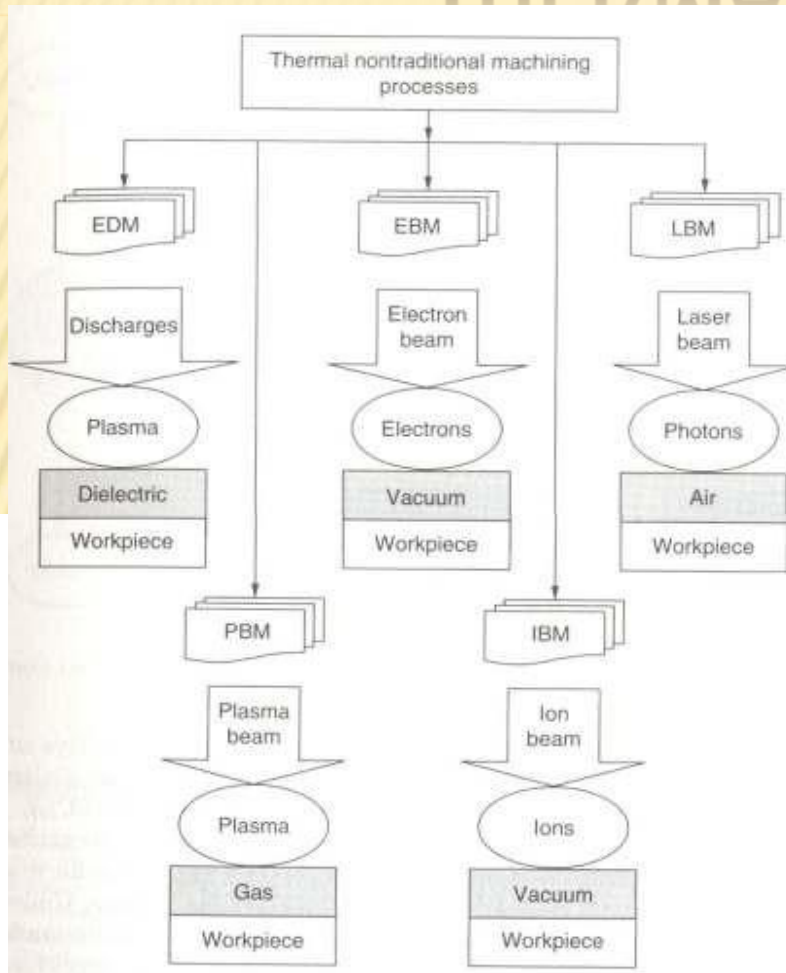 Thermal nontraditional machining
processes
EDM
EBM
LBM
Discharges
Electron
beam
Laser
beam
Plasma
Electrons
Photons
Dielectric
Vacuum
Air
Workpiece
Workpiece
Workpiece
PBM
IBM
Plasma
beam
Ion
beam
Plasma
Ions
Gas
Vacuum
Workpiece
Workpiece